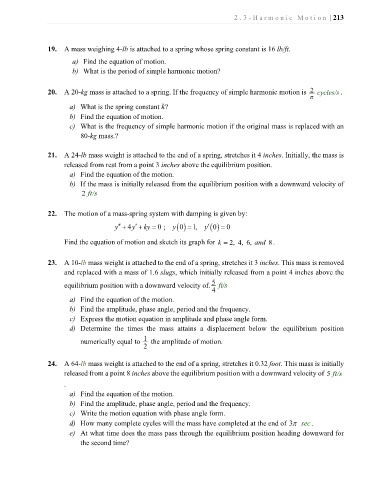 2.3-Harmonic Motion | 213
19. A mass weighing 4-lb is attached to a spring whose spring constant is 16 lb/ft.
a) Find the equation of motion.
b) What is the period of simple harmonic motion?
20. A 20-kg mass is attached to a spring. If the frequency of simple harmonic motion is 2/π cycles/s.
a) What is the spring constant k?
b) Find the equation of motion.
c) What is the frequency of simple harmonic motion if the original mass is replaced with an
80-kg mass.?
21. A 24-lb mass weight is attached to the end of a spring, stretches it 4 inches. Initially, the mass is
released from rest from a point 3 inches above the equilibrium position.
a) Find the equation of the motion.
b) If the mass is initially released from the equilibrium position with a downward velocity of
2 ft/s
22. The motion of a mass-spring system with damping is given by:
y″ + 4y′ + ky = 0 ; y(0) = 1, y′(0) = 0
Find the equation of motion and sketch its graph for k = 2, 4, 6, and 8.
23. A 10-lb mass weight is attached to the end of a spring, stretches it 3 inches. This mass is removed
and replaced with a mass of 1.6 slugs, which initially released from a point 4 inches above the
equilibrium position with a downward velocity of. 5/4 ft/s
a) Find the equation of the motion.
b) Find the amplitude, phase angle, period and the frequency.
c) Express the motion equation in amplitude and phase angle form.
d) Determine the times the mass attains a displacement below the equilibrium position
numerically equal to 1/2 the amplitude of motion.
24. A 64-lb mass weight is attached to the end of a spring, stretches it 0.32 foot. This mass is initially
released from a point 8 inches above the equilibrium position with a downward velocity of 5 ft/s
.
a) Find the equation of the motion.
b) Find the amplitude, phase angle, period and the frequency.
c) Write the motion equation with phase angle form.
d) How many complete cycles will the mass have completed at the end of 3π sec.
e) At what time does the mass pass through the equilibrium position heading downward for
the second time?